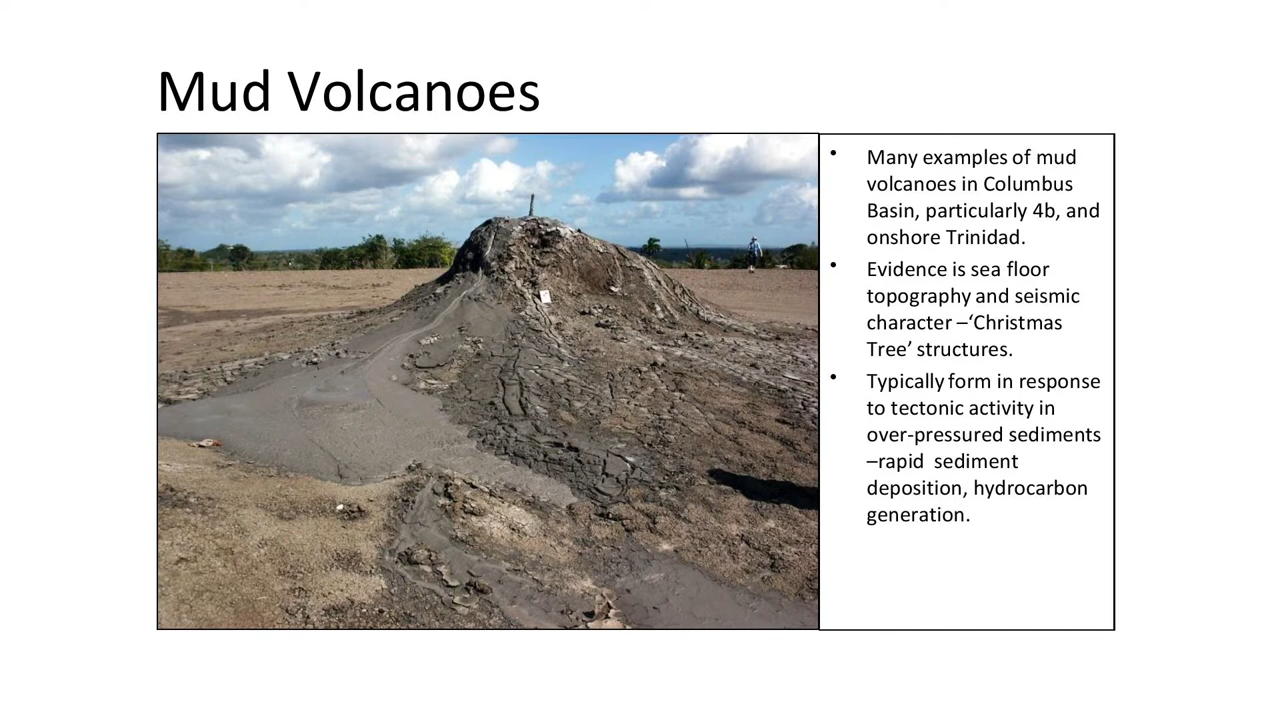 Mud Volcanoes
• Many examples of mud
volcanoes in Columbus
Basin, particularly 4b, and
onshore Trinidad.
• Evidence is sea floor
topography and seismic
character –‘Christmas
Tree’ structures.
• Typically form in response
to tectonic activity in
over-pressured sediments
–rapid sediment
deposition, hydrocarbon
generation.